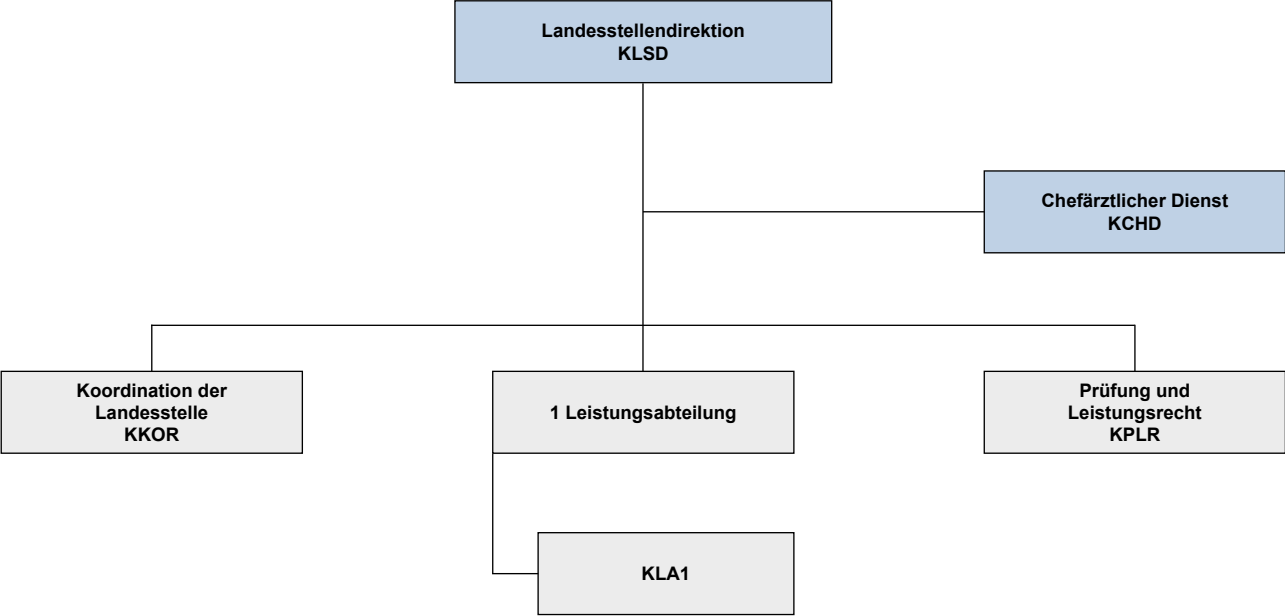 Landesstellendirektion
KLSD
Chefärztlicher Dienst
KCHD
Koordination der
Landesstelle
KKOR
1 Leistungsabteilung
Prüfung und
Leistungsrecht
KPLR
KLA1